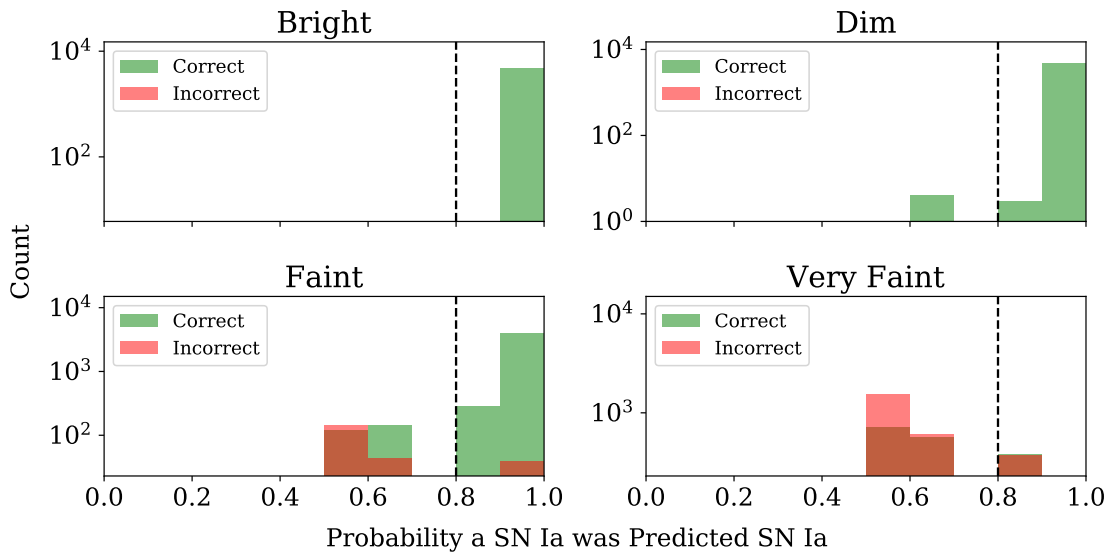 Bright
Dim
10^4
10^2
Correct
Incorrect
10^4
10^2
10^0
Correct
Incorrect
Count
Faint
Very Faint
10^4
10^3
10^2
Correct
Incorrect
10^4
10^3
Correct
Incorrect
0.0 0.2 0.4 0.6 0.8 1.0
0.0 0.2 0.4 0.6 0.8 1.0
Probability a SN Ia was Predicted SN Ia